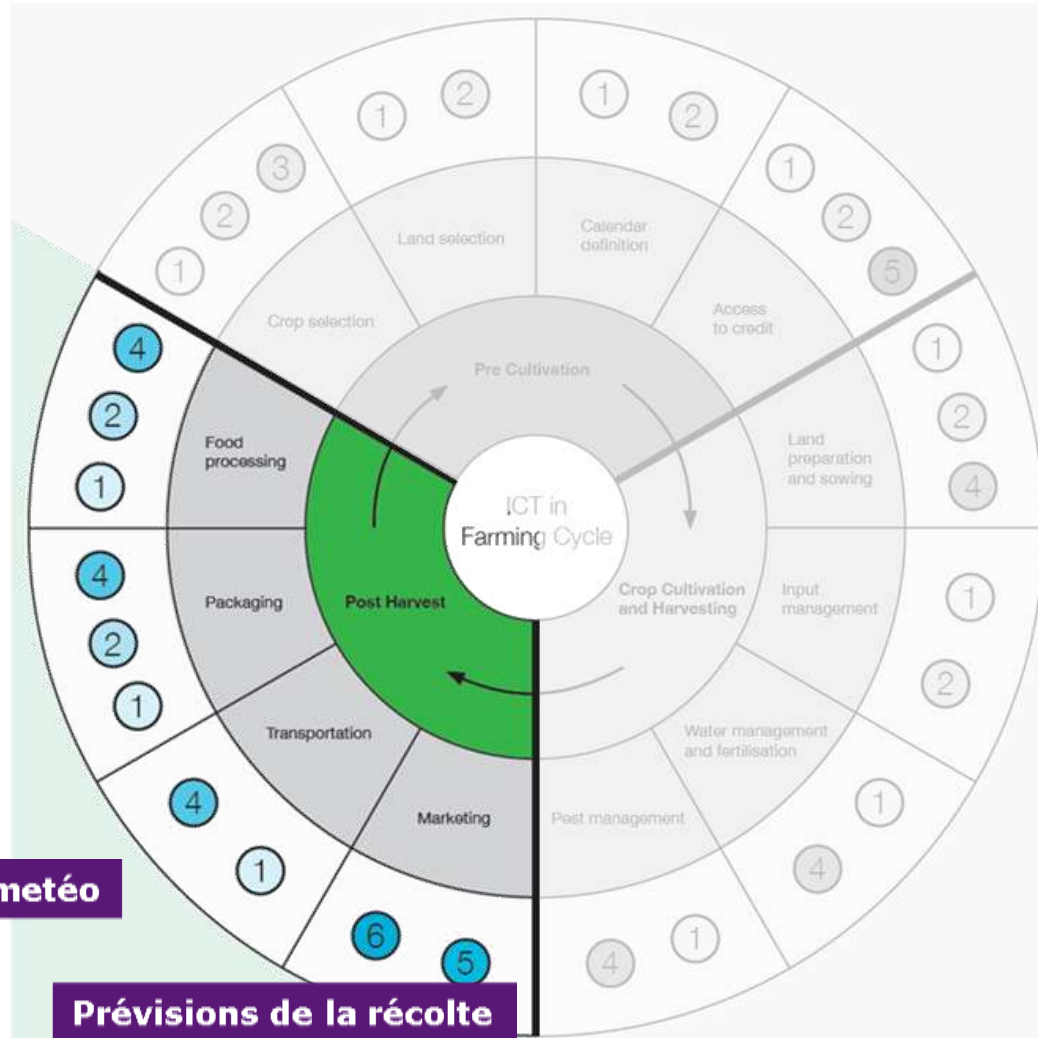 1
2
1
2
3
2
1
1
2
5
Land selection
Calendar
definition
Crop selection
Access
to credit
Pre Cultivation
4
2
1
Food
processing
1
2
4
Land
preparation
and sowing
ICT in
Farming Cycle
4
2
1
Packaging
Post Harvest
Crop Cultivation
and Harvesting
Input
management
1
2
Transportation
Water management
and fertilisation
4
1
Marketing
Pest management
1
4
metéo
6
5
4
1
Prévisions de la récolte